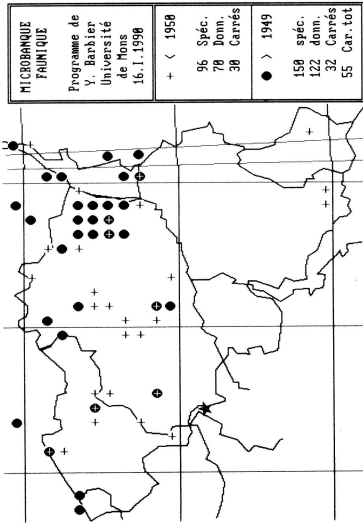 MICROBANQUE
FAUNIQUE
Programme de
Y. Barbier
Université
de Mons
16.I.1990
+ < 1950
96 Spéc.
70 Donn.
30 Carrés
● > 1949
150 spéc.
122 donn.
32 Carrés
55 Car.tot